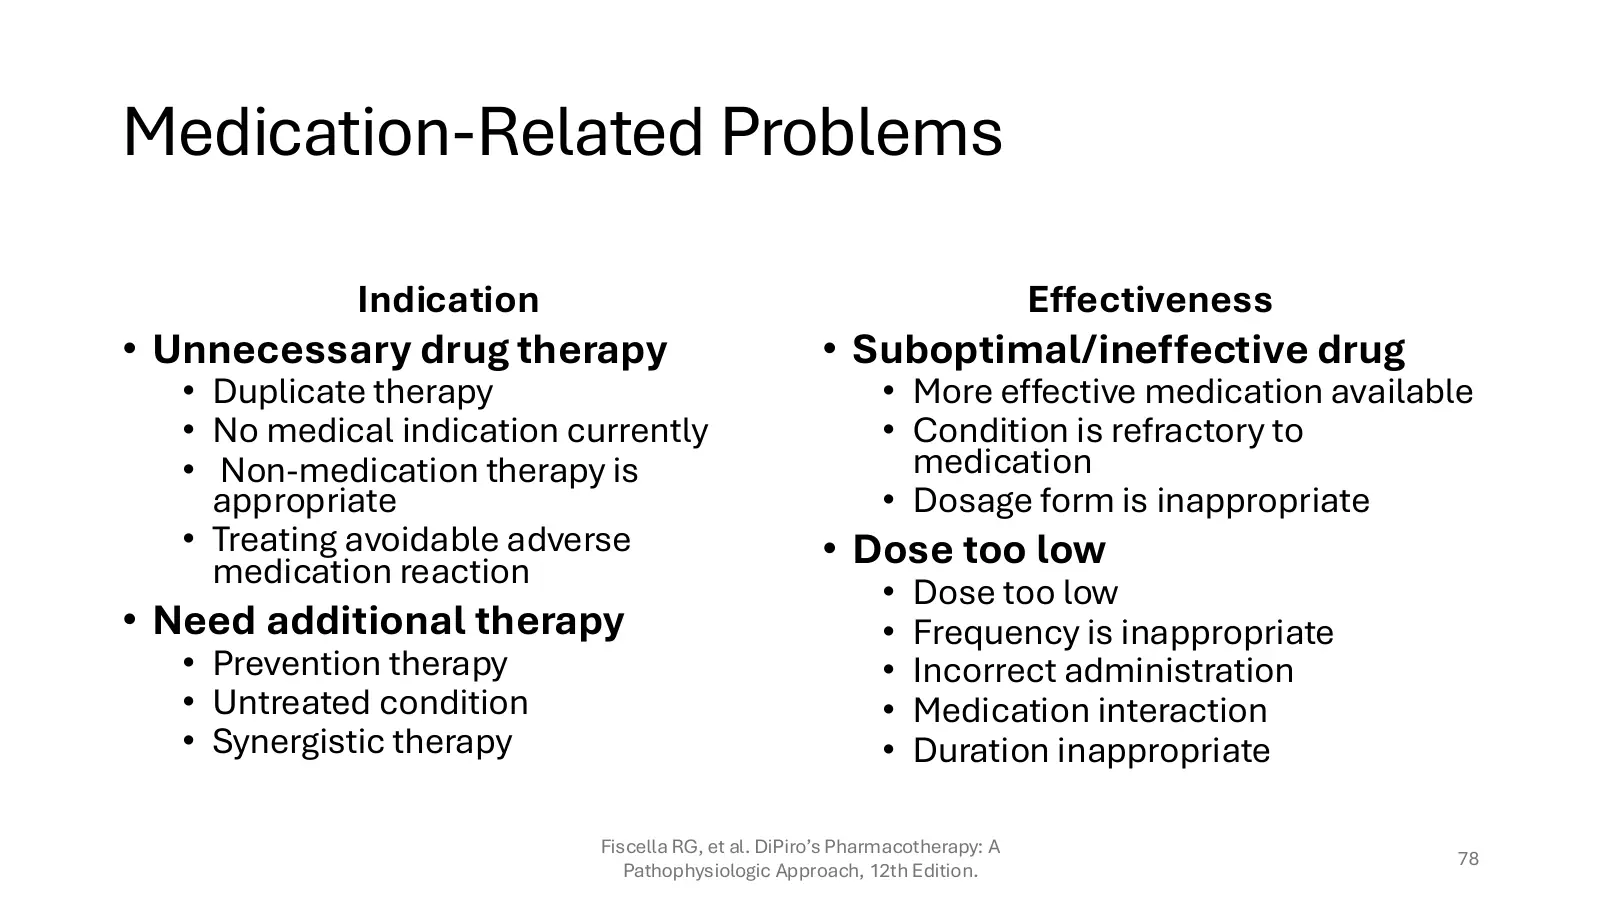 Medication-Related Problems
Indication
• Unnecessary drug therapy
• Duplicate therapy
• No medical indication currently
• Non-medication therapy is
appropriate
• Treating avoidable adverse
medication reaction
• Need additional therapy
• Prevention therapy
• Untreated condition
• Synergistic therapy
Effectiveness
• Suboptimal/ineffective drug
• More effective medication available
• Condition is refractory to
medication
• Dosage form is inappropriate
• Dose too low
• Dose too low
• Frequency is inappropriate
• Incorrect administration
• Medication interaction
• Duration inappropriate
Fiscella RG, et al. DiPiro’s Pharmacotherapy: A
Pathophysiologic Approach, 12th Edition.
78